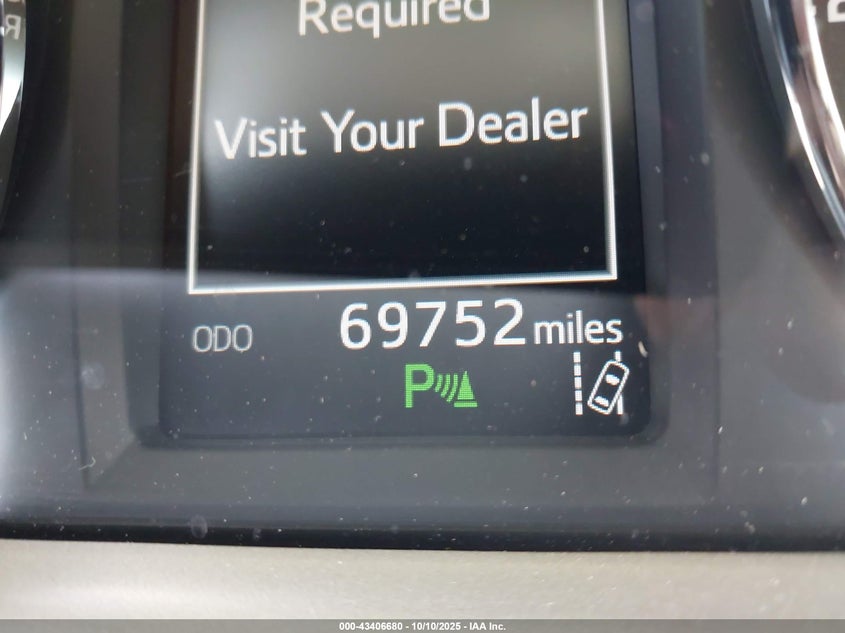 Required
Visit Your Dealer
ODO 69752 miles
P
000-43406680 - 10/10/2025 - IAA Inc.